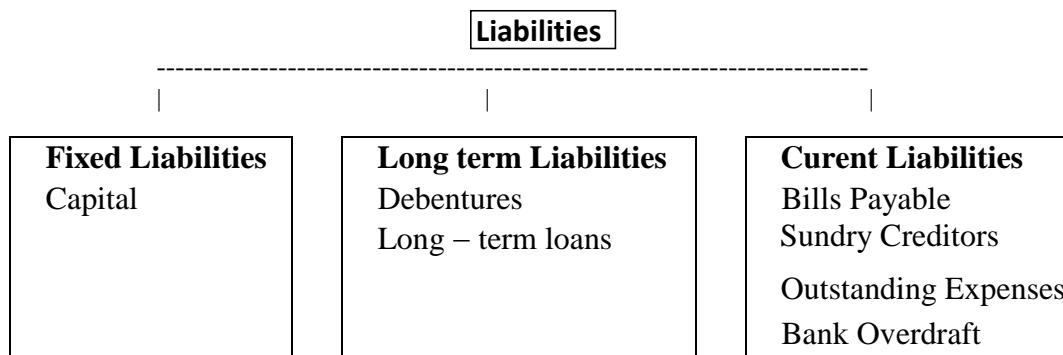 Liabilities
Fixed Liabilities
Capital
Long term Liabilities
Debentures
Long – term loans
Curent Liabilities
Bills Payable
Sundry Creditors
Outstanding Expenses
Bank Overdraft